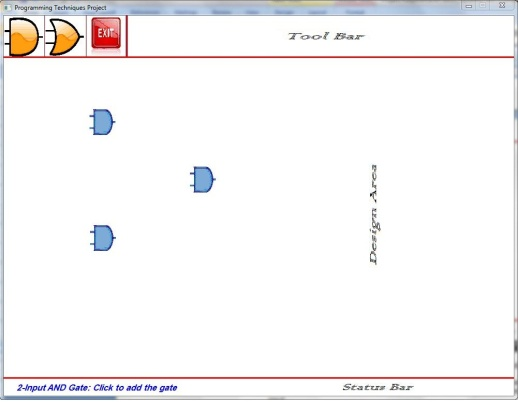 Programming Techniques Project
EXIT
Tool Bar
Design Area
2-Input AND Gate: Click to add the gate
Status Bar